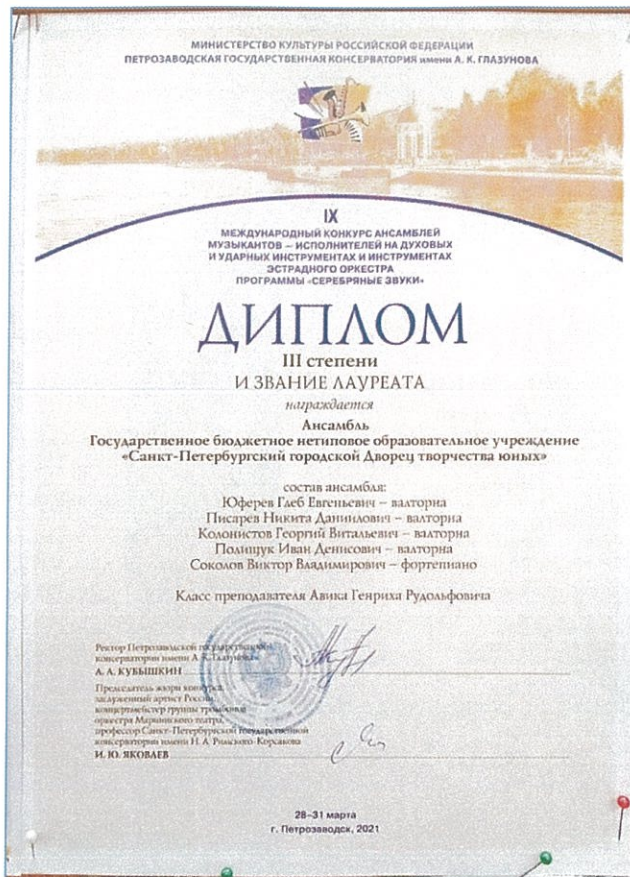 МИНИСТЕРСТВО КУЛЬТУРЫ РОССИЙСКОЙ ФЕДЕРАЦИИ
ПЕТРОЗАВОДСКАЯ ГОСУДАРСТВЕННАЯ КОНСЕРВАТОРИЯ имени А. К. ГЛАЗУНОВА
IX
МЕЖДУНАРОДНЫЙ КОНКУРС АНСАМБЛЕЙ
МУЗЫКАНТОВ – ИСПОЛНИТЕЛЕЙ НА ДУХОВЫХ
И УДАРНЫХ ИНСТРУМЕНТАХ И ИНСТРУМЕНТАХ
ЭСТРАДНОГО ОРКЕСТРА
ПРОГРАММЫ «СЕРЕБРЯНЫЕ ЗВУКИ»
ДИПЛОМ
III степени
И ЗВАНИЕ ЛАУРЕАТА
награждается
Ансамбль
Государственное бюджетное нетиповое образовательное учреждение
«Санкт-Петербургский городской Дворец творчества юных»
состав ансамбля:
Юферев Глеб Евгеньевич – валторна
Писарев Никита Даниилович – валторна
Колонистов Георгий Витальевич – валторна
Полищук Иван Денисович – валторна
Соколов Виктор Владимирович – фортепиано
Класс преподавателя Авика Генриха Рудольфовича
Ректор Петрозаводской государственной
консерватории имени А. К. Глазунова
А. А. КУБЫШКИН
Председатель жюри конкурса,
заслуженный артист России,
концертмейстер группы тромбонов
оркестра Мариинского театра,
профессор Санкт-Петербургской государственной
консерватории имени Н. А. Римского-Корсакова
И. Ю. ЯКОВЛЕВ
28–31 марта
г. Петрозаводск, 2021